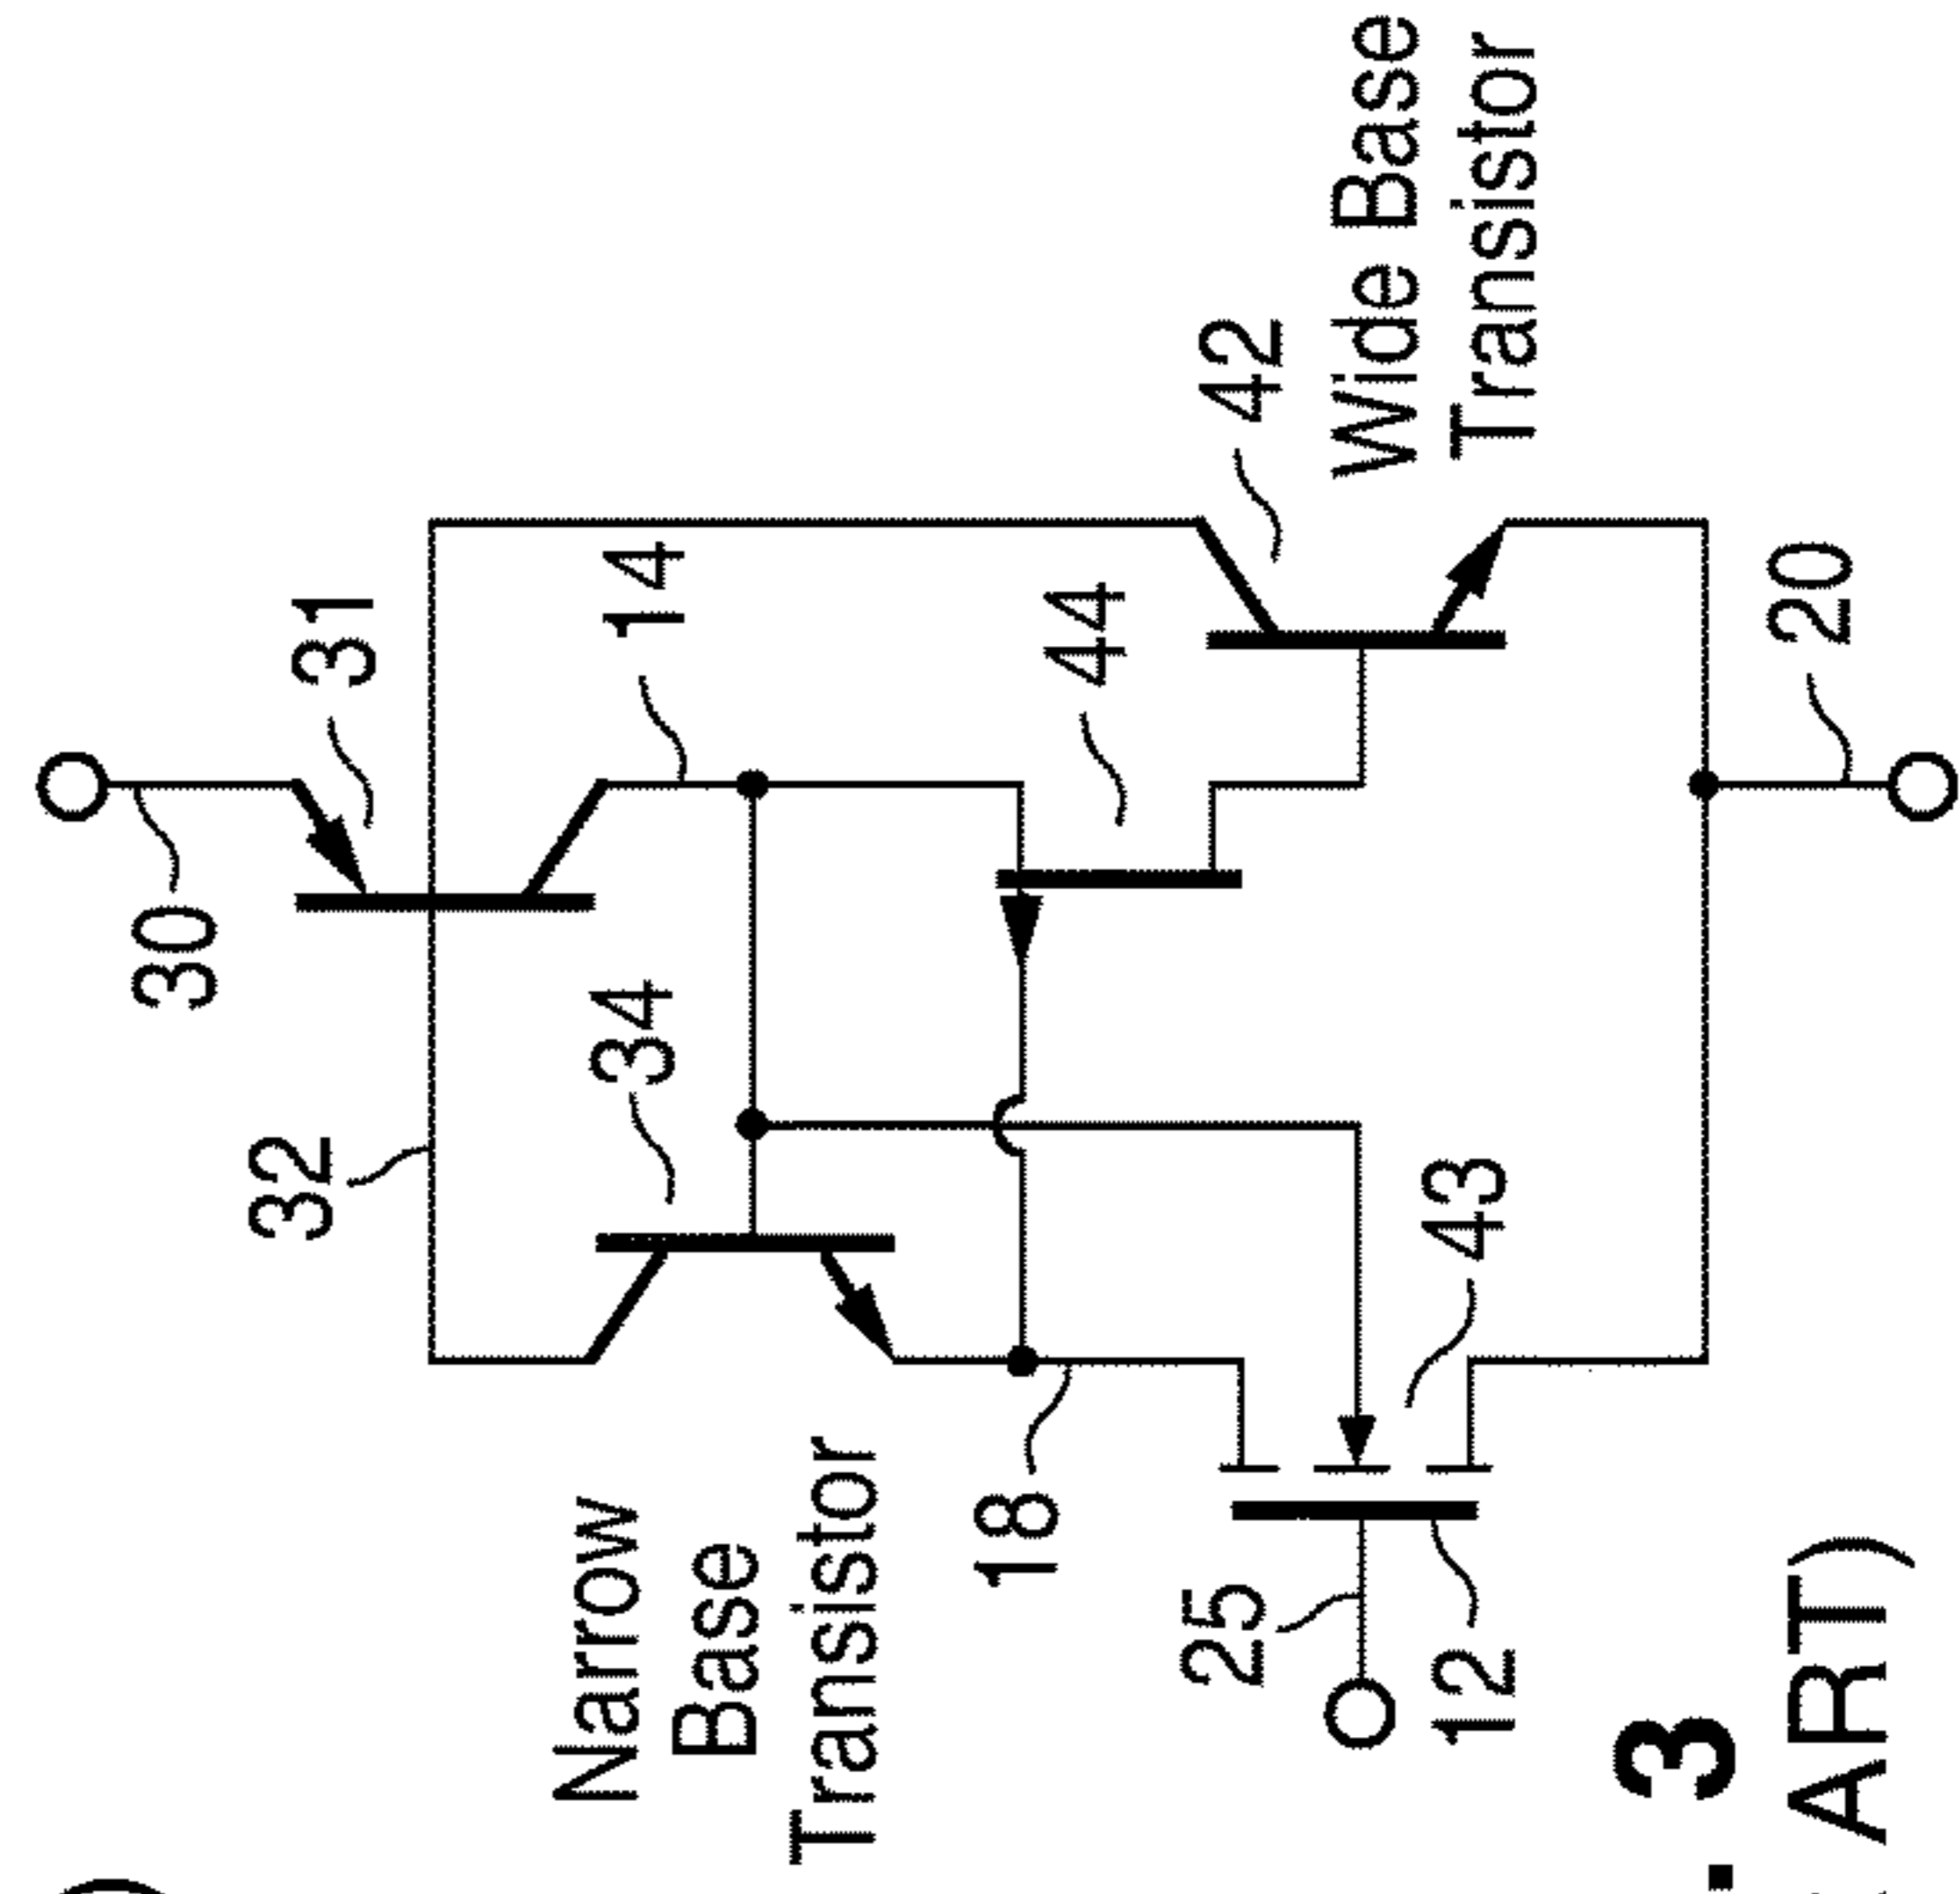 )
30
32
31
Narrow
Base
Transistor
34
14
18
44
25
42
Wide Base
Transistor
12
43
. 3
20
ART)